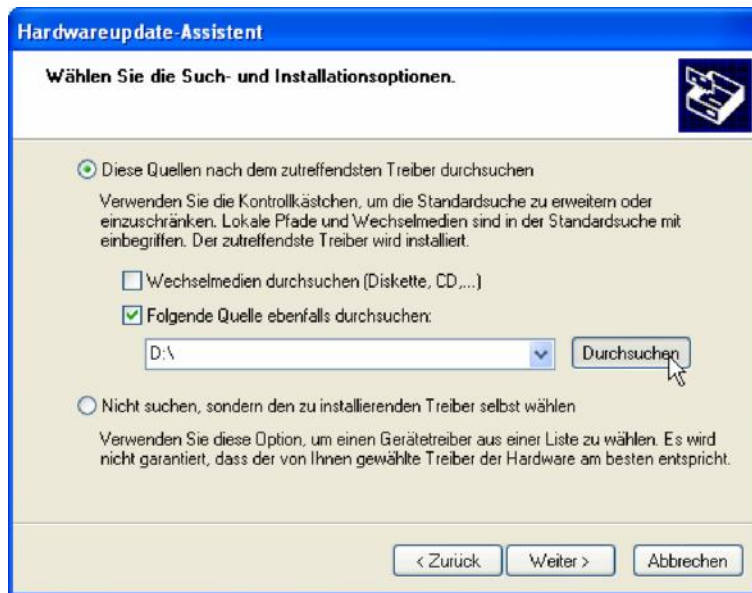 Hardwareupdate-Assistent
Wählen Sie die Such- und Installationsoptionen.
Diese Quellen nach dem zutreffendsten Treiber durchsuchen
Verwenden Sie die Kontrollkästchen, um die Standardsuche zu erweitern oder
einzuschränken. Lokale Pfade und Wechselmedien sind in der Standardsuche mit
einbegriffen. Der zutreffendste Treiber wird installiert.
Wechselmedien durchsuchen (Diskette, CD,...)
Folgende Quelle ebenfalls durchsuchen:
D:\ Durchsuchen
Nicht suchen, sondern den zu installierenden Treiber selbst wählen
Verwenden Sie diese Option, um einen Gerätetreiber aus einer Liste zu wählen. Es wird
nicht garantiert, dass der von Ihnen gewählte Treiber der Hardware am besten entspricht.
< Zurück Weiter > Abbrechen